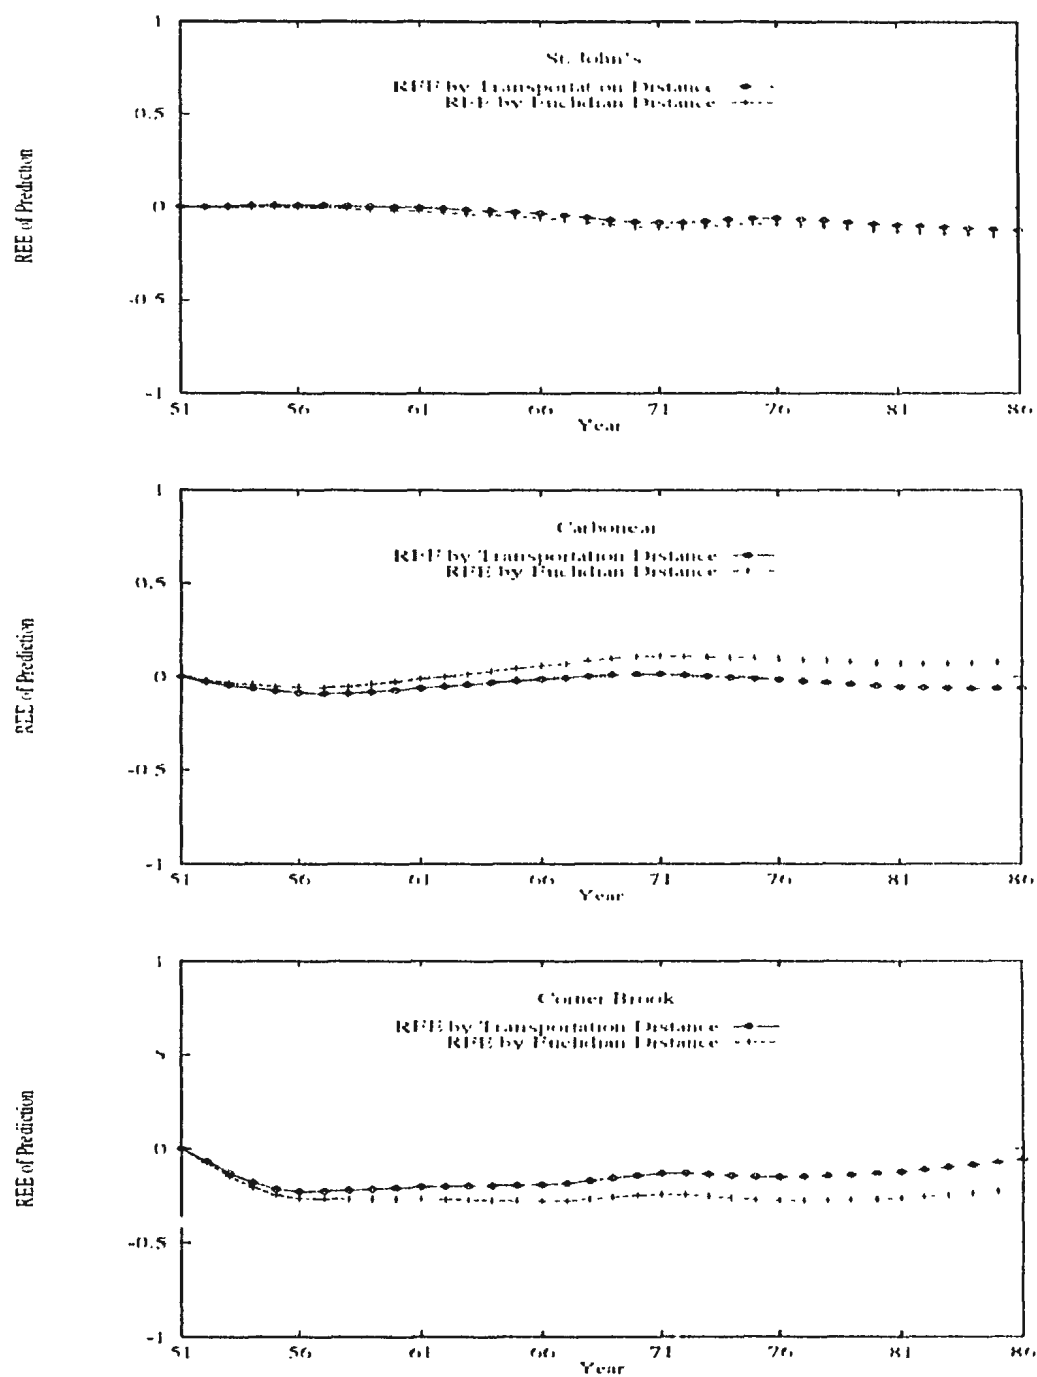 1
St. John's
REE by Transportation Distance
REE by Euclidian Distance
0.5
REE of Prediction
0
-0.5
-1
51 56 61 66 71 76 81 86
Year
1
Carbonear
REE by Transportation Distance
REE by Euclidian Distance
0.5
REE of Prediction
0
-0.5
-1
51 56 61 66 71 76 81 86
Year
1
Corner Brook
REE by Transportation Distance
REE by Euclidian Distance
REE of Prediction
0
-0.5
-1
51 56 61 66 71 76 81 86
Year